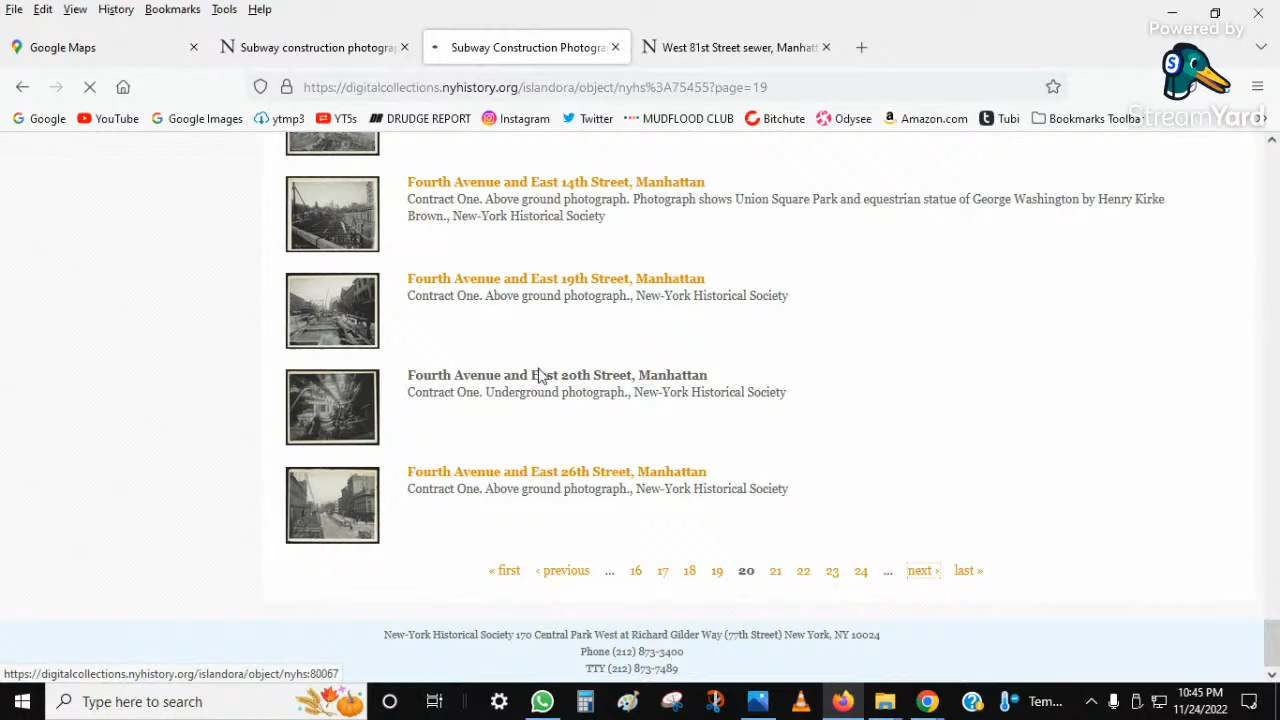 File Edit View History Bookmarks Tools Help
Powered by
Google Maps
Subway construction photogra
Subway Construction Photogra
West 81st Street sewer, Manhatt
https://digitalcollections.nyhistory.org/islandora/object/nyhs%3A75455?page=19
StreamYard
Google YouTube Google Images ytmp3 YT5s DRUDGE REPORT Instagram Twitter MUDFLOOD CLUB Bitchute Odysee Amazon.com Tubi Bookmarks Toolba
Fourth Avenue and East 14th Street, Manhattan
Contract One. Above ground photograph. Photograph shows Union Square Park and equestrian statue of George Washington by Henry Kirke
Brown., New-York Historical Society
Fourth Avenue and East 19th Street, Manhattan
Contract One. Above ground photograph., New-York Historical Society
Fourth Avenue and East 20th Street, Manhattan
Contract One. Underground photograph., New-York Historical Society
Fourth Avenue and East 26th Street, Manhattan
Contract One. Above ground photograph., New-York Historical Society
« first ‹ previous ... 16 17 18 19 20 21 22 23 24 ... next › last »
New-York Historical Society 170 Central Park West at Richard Gilder Way (77th Street) New York, NY 10024
Phone (212) 873-3400
TTY (212) 873-7489
https://digitalcollections.nyhistory.org/islandora/object/nyhs:80067
Type here to search
Tem...
10:45 PM
11/24/2022